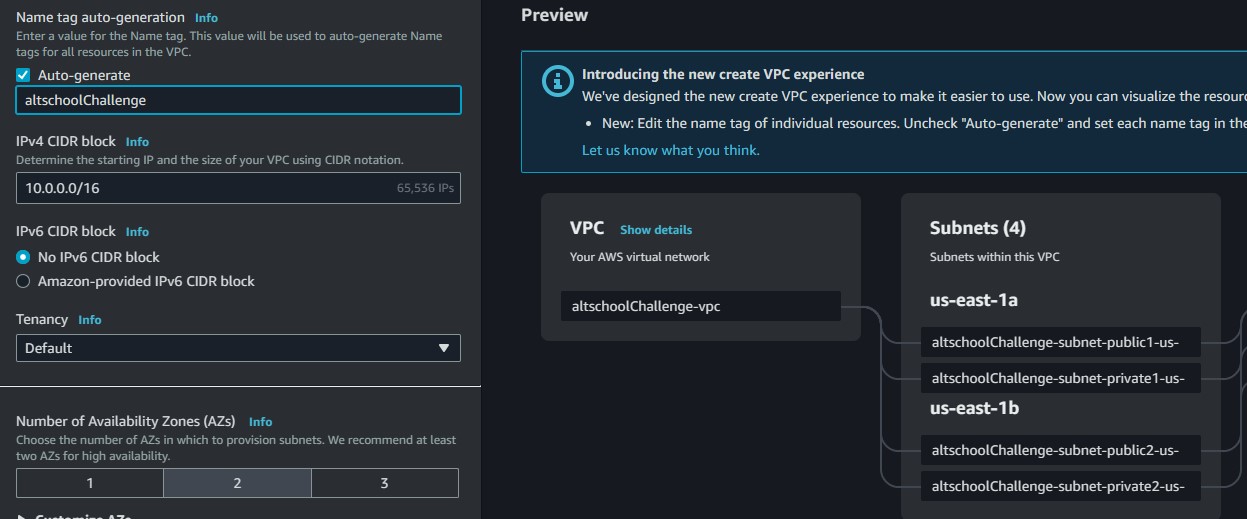 Name tag auto-generation Info
Enter a value for the Name tag. This value will be used to auto-generate Name
tags for all resources in the VPC.
Auto-generate
altschoolChallenge
IPv4 CIDR block Info
Determine the starting IP and the size of your VPC using CIDR notation.
10.0.0.0/16 65,536 IPs
IPv6 CIDR block Info
No IPv6 CIDR block
Amazon-provided IPv6 CIDR block
Tenancy Info
Default
Number of Availability Zones (AZs) Info
Choose the number of AZs in which to provision subnets. We recommend at least
two AZs for high availability.
1 2 3
Customize AZs
Preview
Introducing the new create VPC experience
We've designed the new create VPC experience to make it easier to use. Now you can visualize the resourc
• New: Edit the name tag of individual resources. Uncheck "Auto-generate" and set each name tag in the
Let us know what you think.
VPC Show details
Your AWS virtual network
altschoolChallenge-vpc
Subnets (4)
Subnets within this VPC
us-east-1a
altschoolChallenge-subnet-public1-us-
altschoolChallenge-subnet-private1-us-
us-east-1b
altschoolChallenge-subnet-public2-us-
altschoolChallenge-subnet-private2-us-